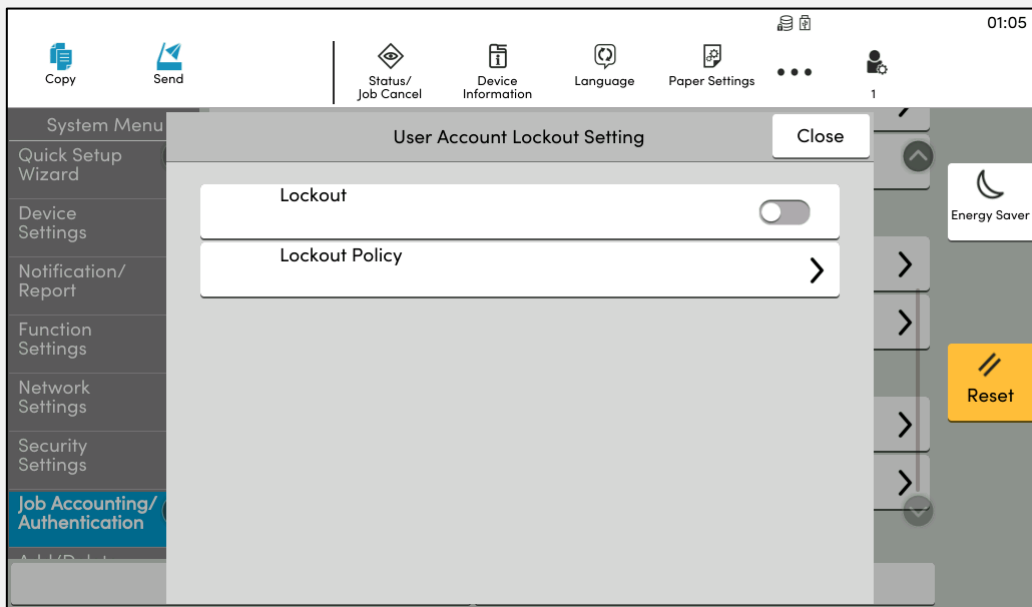 01:05
Copy
Send
Status/
Job Cancel
Device
Information
Language
Paper Settings
1
System Menu
User Account Lockout Setting
Close
Quick Setup
Wizard
Device
Settings
Notification/
Report
Function
Settings
Network
Settings
Security
Settings
Job Accounting/
Authentication
Lockout
Lockout Policy
Energy Saver
Reset